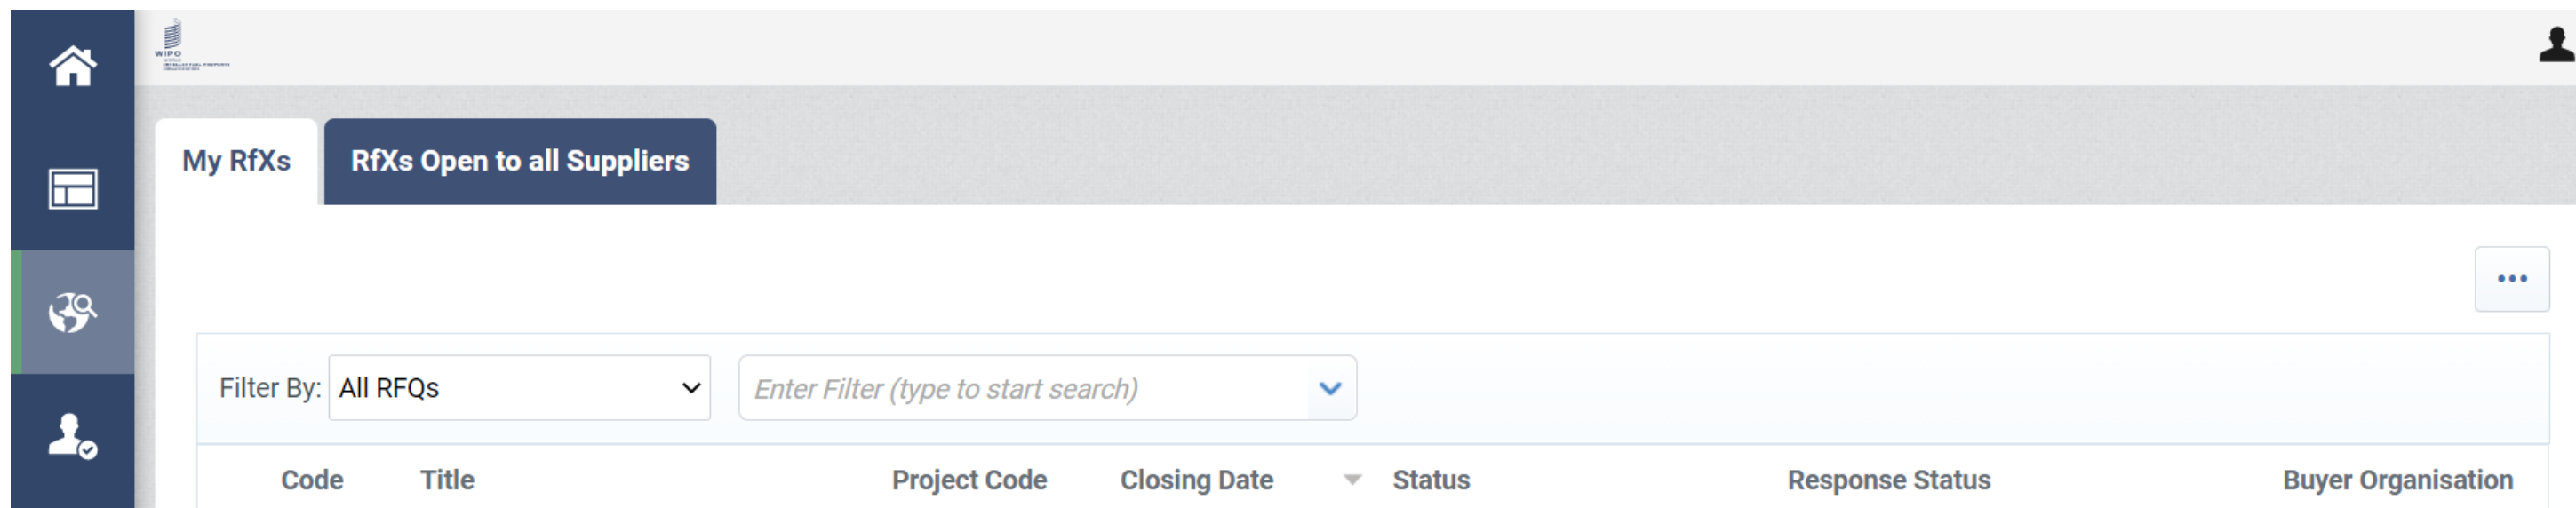 WIPO
My RfXs
RfXs Open to all Suppliers
Filter By: All RFQs Enter Filter (type to start search)
Code Title Project Code Closing Date Status Response Status Buyer Organisation